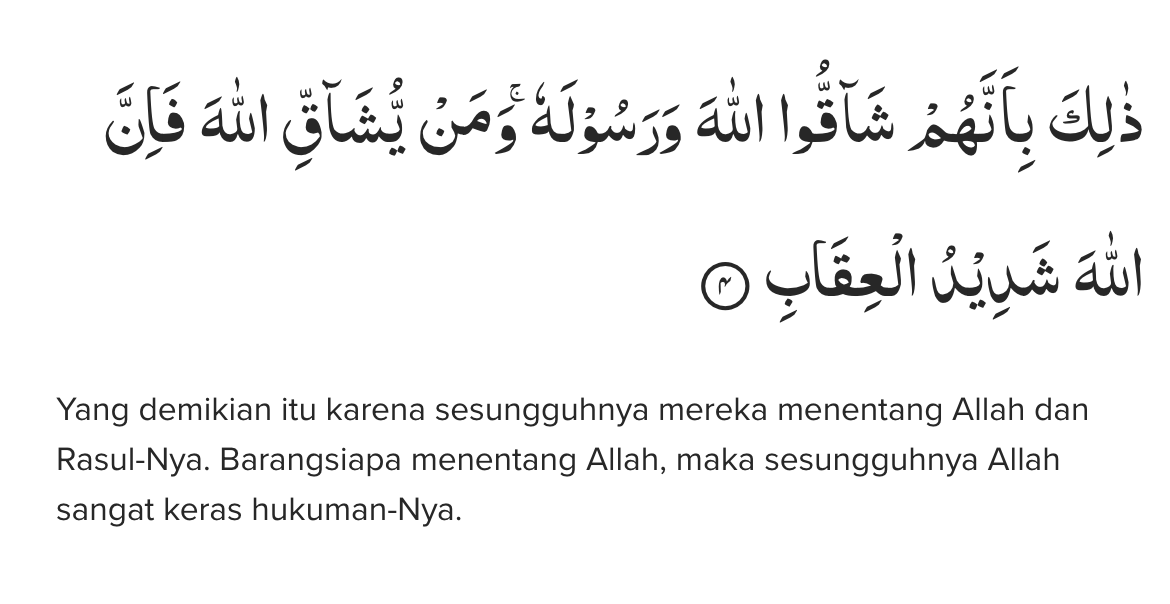 ذٰلِكَ بِاَنَّهُمْ شَاۤقُّوا اللّٰهَ وَرَسُوْلَهٗ ۚوَمَنْ يُّشَاۤقِّ اللّٰهَ فَاِنَّ
اللّٰهَ شَدِيْدُ الْعِقَابِ ۴
Yang demikian itu karena sesungguhnya mereka menentang Allah dan
Rasul-Nya. Barangsiapa menentang Allah, maka sesungguhnya Allah
sangat keras hukuman-Nya.